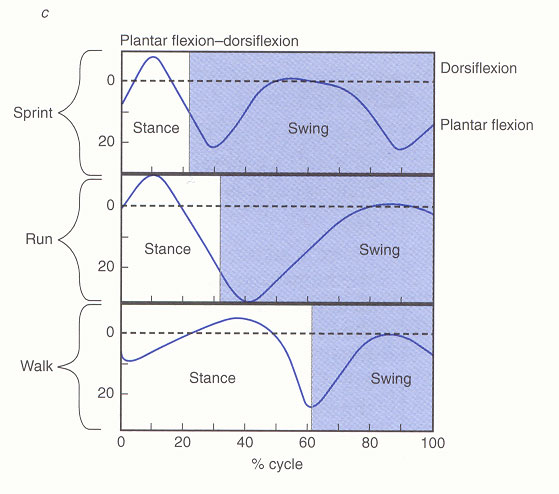 c
Plantar flexion–dorsiflexion
Sprint
0
20
Stance
Swing
Dorsiflexion
Plantar flexion
Run
0
20
Stance
Swing
Walk
0
20
Stance
Swing
0 20 40 60 80 100
% cycle